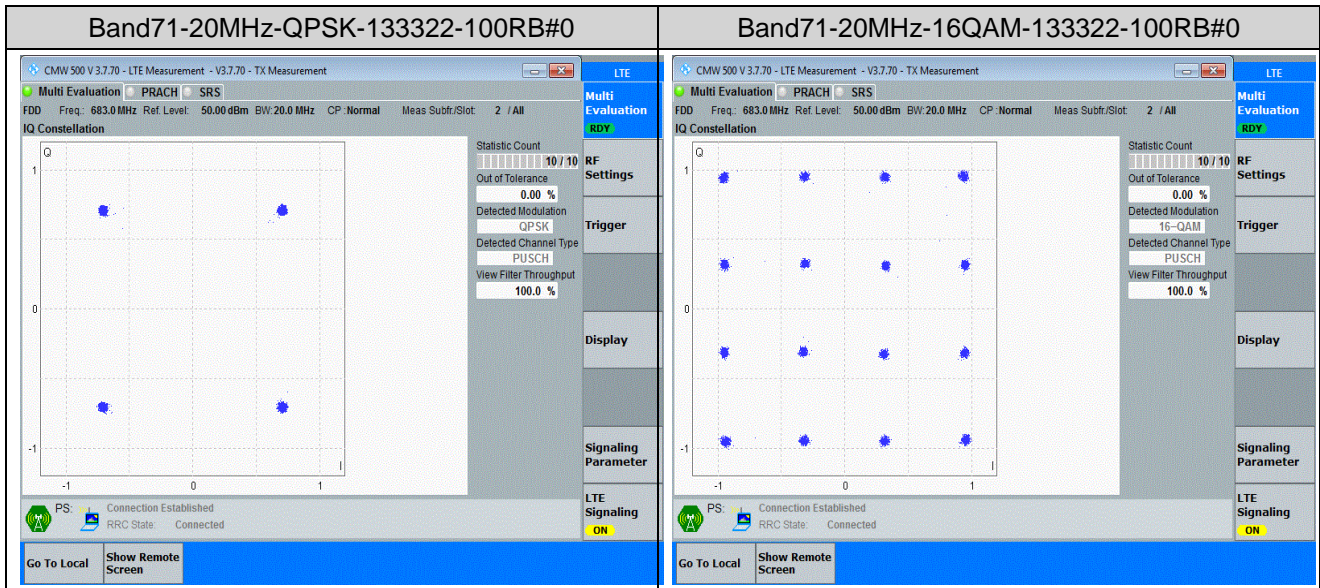 Band71-20MHz-QPSK-133322-100RB#0
CMW 500 V 3.7.70 - LTE Measurement - V3.7.70 - TX Measurement
LTE
Multi Evaluation PRACH SRS
Multi Evaluation
RDY
FDD Freq.: 683.0 MHz Ref. Level: 50.00 dBm BW: 20.0 MHz CP :Normal Meas Subfr./Slot: 2 / All
IQ Constellation
Q
1
0
-1
-1 0 1
I
Statistic Count
10 / 10
Out of Tolerance
0.00 %
Detected Modulation
QPSK
Detected Channel Type
PUSCH
View Filter Throughput
100.0 %
RF Settings
Trigger
Display
Signaling Parameter
LTE Signaling
ON
PS: Connection Established
RRC State: Connected
Go To Local
Show Remote Screen
Band71-20MHz-16QAM-133322-100RB#0
CMW 500 V 3.7.70 - LTE Measurement - V3.7.70 - TX Measurement
LTE
Multi Evaluation PRACH SRS
Multi Evaluation
RDY
FDD Freq.: 683.0 MHz Ref. Level: 50.00 dBm BW: 20.0 MHz CP :Normal Meas Subfr./Slot: 2 / All
IQ Constellation
Q
1
0
-1
-1 0 1
I
Statistic Count
10 / 10
Out of Tolerance
0.00 %
Detected Modulation
16-QAM
Detected Channel Type
PUSCH
View Filter Throughput
100.0 %
RF Settings
Trigger
Display
Signaling Parameter
LTE Signaling
ON
PS: Connection Established
RRC State: Connected
Go To Local
Show Remote Screen